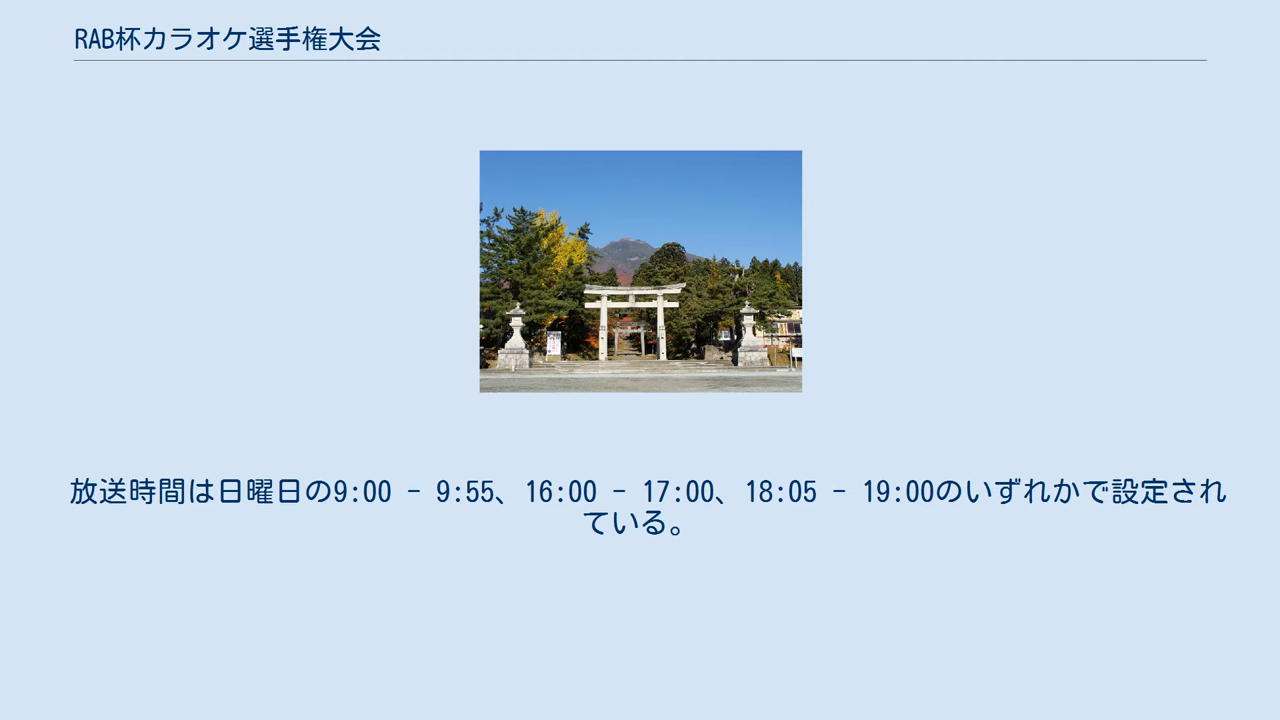 RAB杯カラオケ選手権大会
放送時間は日曜日の9:00 - 9:55、16:00 - 17:00、18:05 - 19:00のいずれかで設定され
ている。